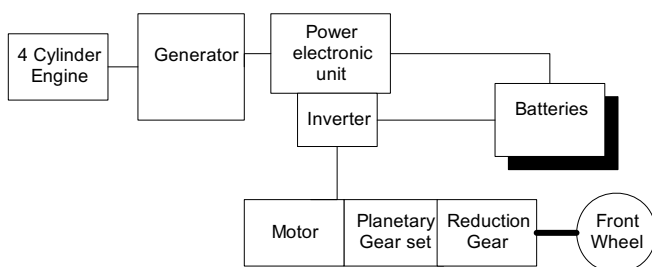 4 Cylinder
Engine
Generator
Power
electronic
unit
Inverter
Batteries
Motor
Planetary
Gear set
Reduction
Gear
Front
Wheel